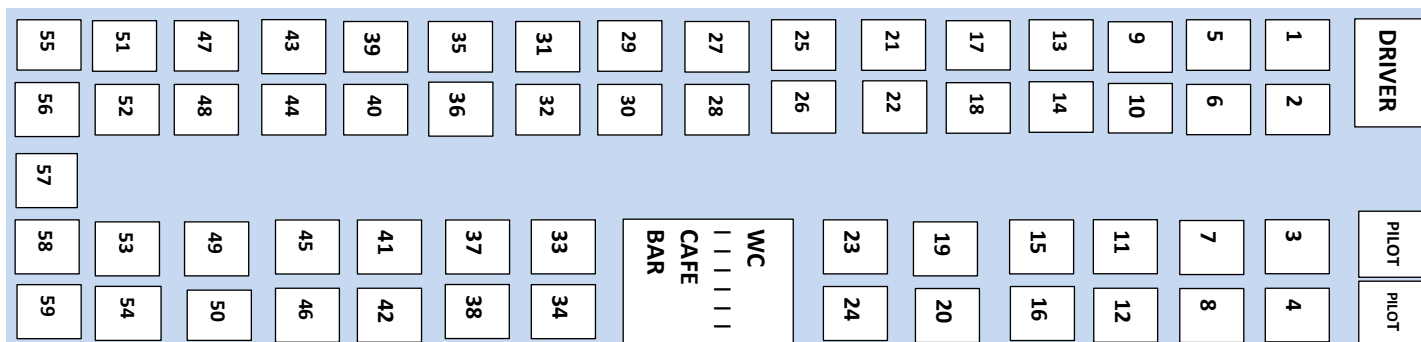 55 51 47 43 39 35 31 29 27 25 21 17 13 9 5 1 DRIVER
56 52 48 44 40 36 32 30 28 26 22 18 14 10 6 2
57
58 53 49 45 41 37 33 23 19 15 11 7 3 PILOT
59 54 50 46 42 38 34 24 20 16 12 8 4 PILOT
WC
CAFE
BAR